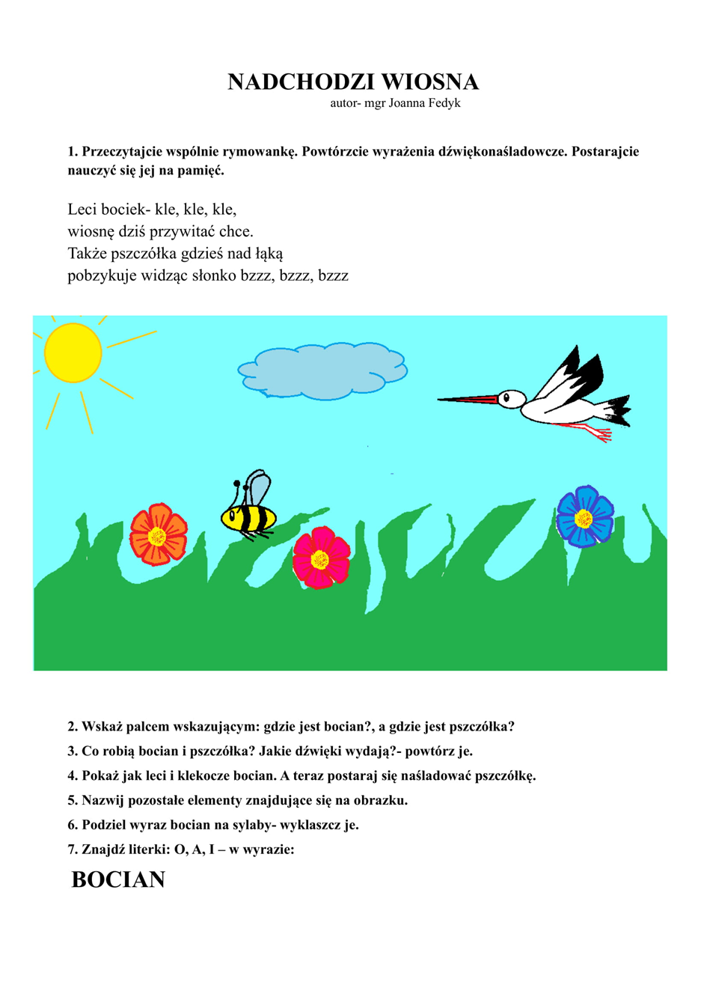 NADCHODZI WIOSNA
autor- mgr Joanna Fedyk
1. Przeczytajcie wspólnie rymowankę. Powtórzcie wyrażenia dźwiękonaśladowcze. Postarajcie
nauczyć się jej na pamięć.
Leci bociek- kle, kle, kle,
wiosnę dziś przywitać chce.
Także pszczółka gdzieś nad łąką
pobzykuje widząc słonko bzzz, bzzz, bzzz
2. Wskaż palcem wskazującym: gdzie jest bocian?, a gdzie jest pszczółka?
3. Co robią bocian i pszczółka? Jakie dźwięki wydają?- powtórz je.
4. Pokaż jak leci i klekocze bocian. A teraz postaraj się naśladować pszczółkę.
5. Nazwij pozostałe elementy znajdujące się na obrazku.
6. Podziel wyraz bocian na sylaby- wyklaszcz je.
7. Znajdź literki: O, A, I – w wyrazie:
BOCIAN